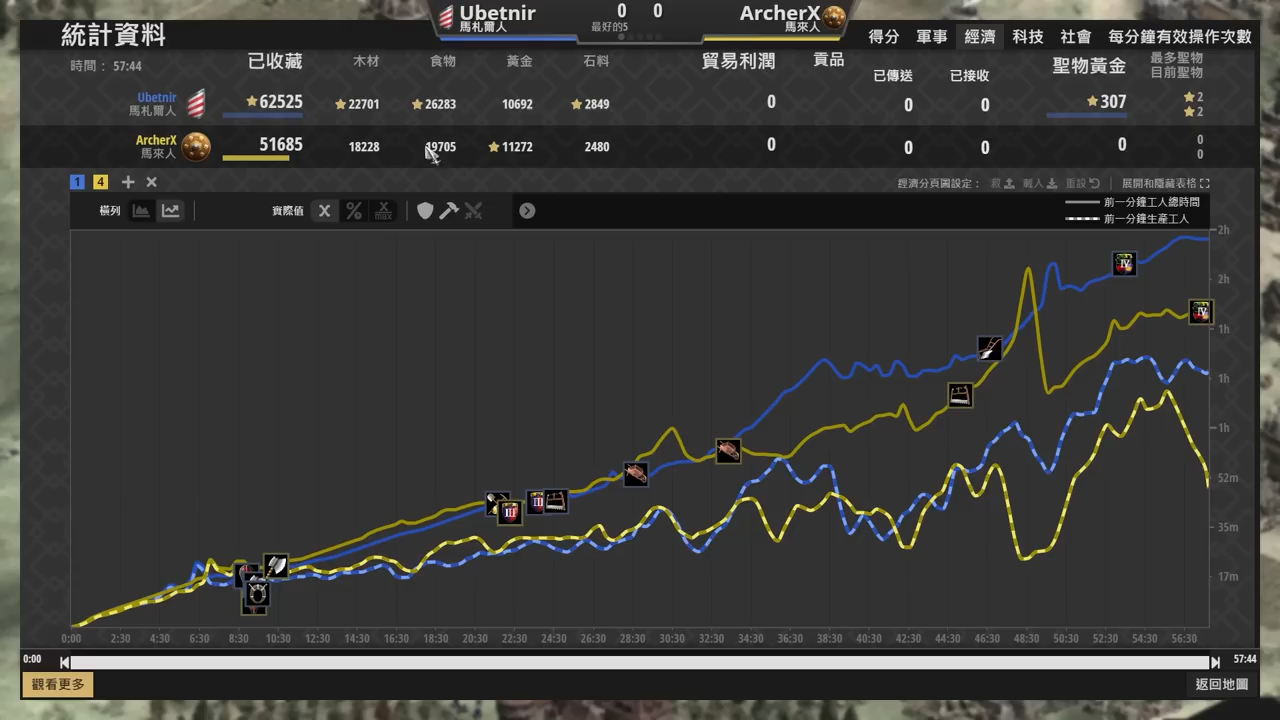 Ubetnir
馬札爾人
0
0
最好的5
ArcherX
馬來人
統計資料
得分
軍事
經濟
科技
社會
每分鐘有效操作次數
時間： 57:44
已收藏
木材
食物
黃金
石料
貿易利潤
貢品
已傳送
已接收
聖物黃金
最多聖物
目前聖物
Ubetnir
馬札爾人
62525
22701
26283
10692
2849
0
0
0
307
2
2
ArcherX
馬來人
51685
18228
19705
11272
2480
0
0
0
0
0
0
1
4
經濟分頁圖設定：
載入
重設
展開和隱藏表格
橫列
實際值
X
%
X
前一分鐘工人總時間
前一分鐘生產工人
2h
2h
1h
1h
1h
52m
35m
17m
III
IV
IV
0:00
2:30
4:30
6:30
8:30
10:30
12:30
14:30
16:30
18:30
20:30
22:30
24:30
26:30
28:30
30:30
32:30
34:30
36:30
38:30
40:30
42:30
44:30
46:30
48:30
50:30
52:30
54:30
56:30
0:00
57:44
觀看更多
返回地圖